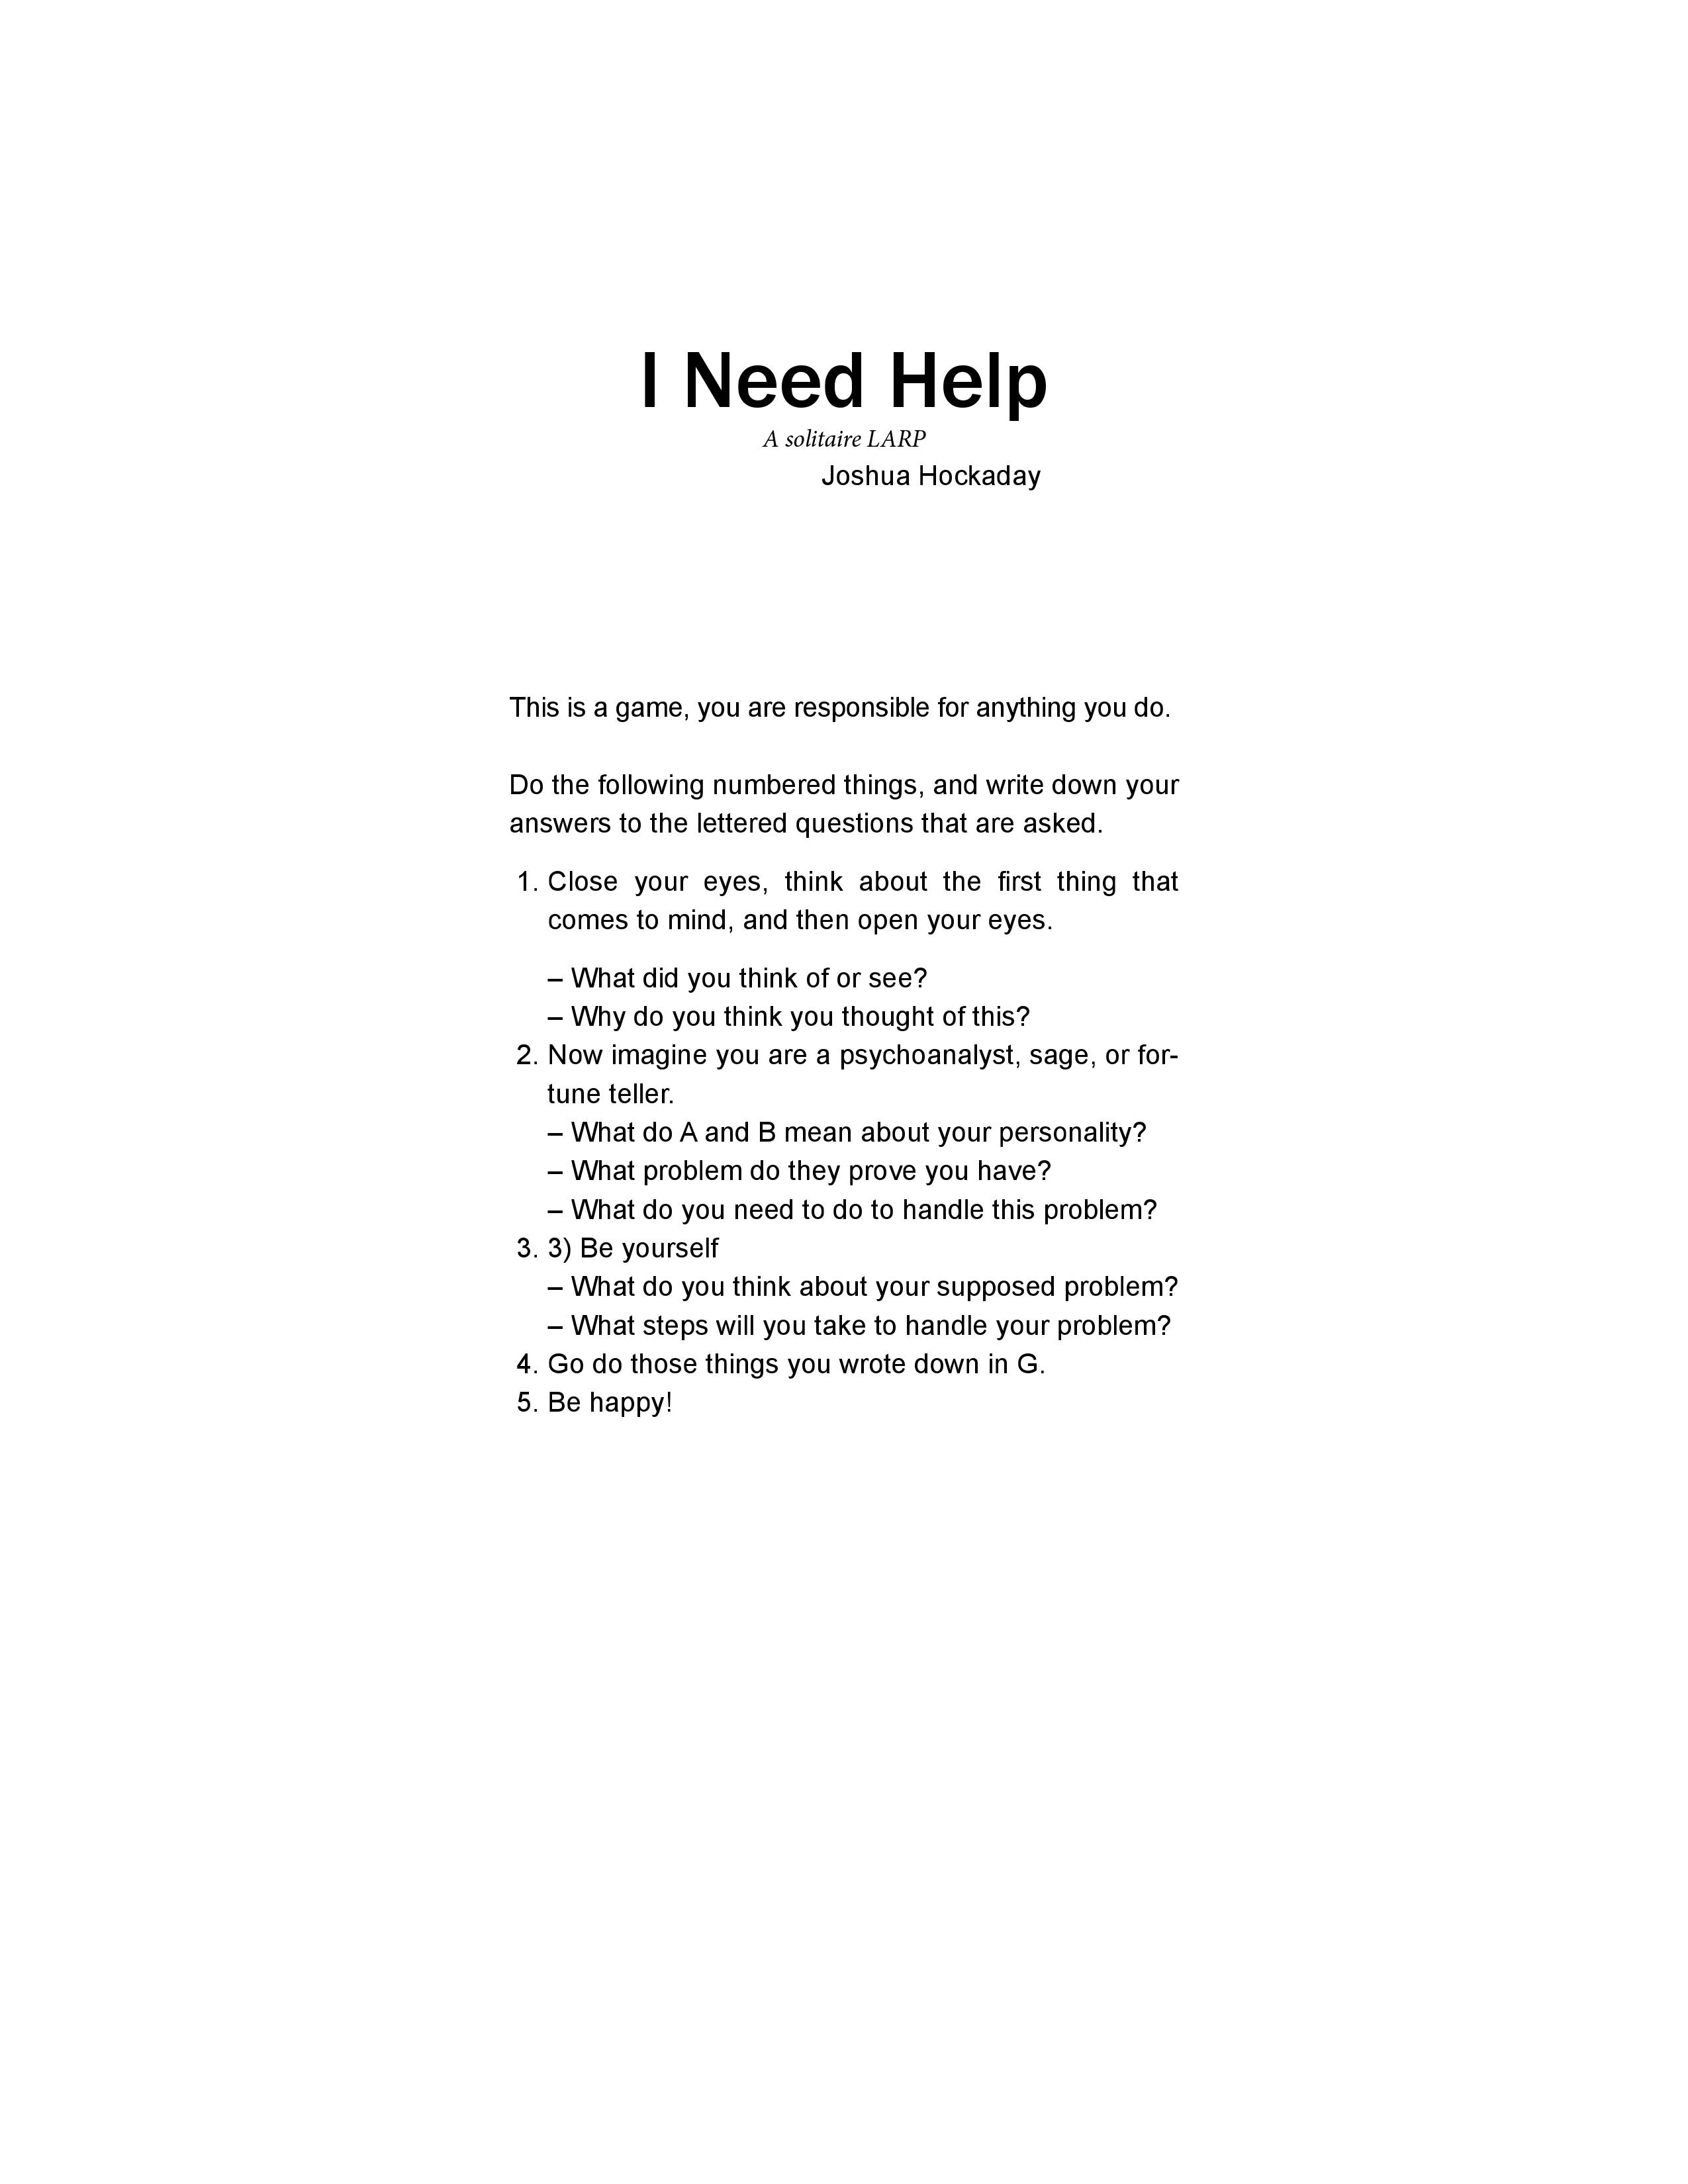 I Need Help
A solitaire LARP
Joshua Hockaday
This is a game, you are responsible for anything you do.
Do the following numbered things, and write down your
answers to the lettered questions that are asked.
1. Close your eyes, think about the first thing that
comes to mind, and then open your eyes.
– What did you think of or see?
– Why do you think you thought of this?
2. Now imagine you are a psychoanalyst, sage, or for-
tune teller.
– What do A and B mean about your personality?
– What problem do they prove you have?
– What do you need to do to handle this problem?
3. 3) Be yourself
– What do you think about your supposed problem?
– What steps will you take to handle your problem?
4. Go do those things you wrote down in G.
5. Be happy!